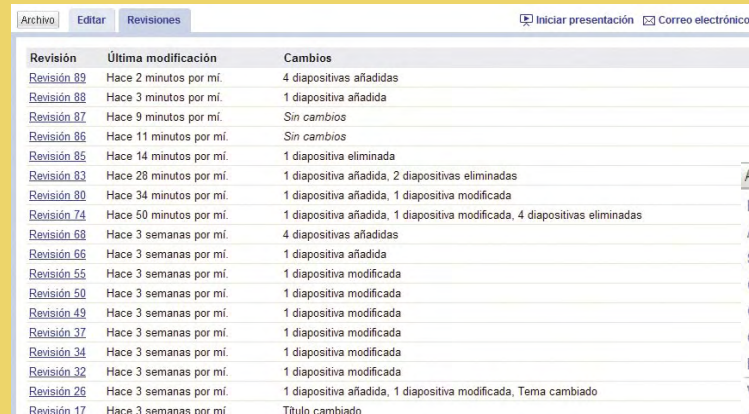 Archivo Editar Revisiones Iniciar presentación Correo electrónico
Revisión Última modificación Cambios
Revisión 89 Hace 2 minutos por mí. 4 diapositivas añadidas
Revisión 88 Hace 3 minutos por mí. 1 diapositiva añadida
Revisión 87 Hace 9 minutos por mí. Sin cambios
Revisión 86 Hace 11 minutos por mí. Sin cambios
Revisión 85 Hace 14 minutos por mí. 1 diapositiva eliminada
Revisión 83 Hace 28 minutos por mí. 1 diapositiva añadida, 2 diapositivas eliminadas
Revisión 80 Hace 34 minutos por mí. 1 diapositiva añadida, 1 diapositiva modificada
Revisión 74 Hace 50 minutos por mí. 1 diapositiva añadida, 1 diapositiva modificada, 4 diapositivas eliminadas
Revisión 68 Hace 3 semanas por mí. 4 diapositivas añadidas
Revisión 66 Hace 3 semanas por mí. 1 diapositiva añadida
Revisión 55 Hace 3 semanas por mí. 1 diapositiva modificada
Revisión 50 Hace 3 semanas por mí. 1 diapositiva modificada
Revisión 49 Hace 3 semanas por mí. 1 diapositiva modificada
Revisión 37 Hace 3 semanas por mí. 1 diapositiva modificada
Revisión 34 Hace 3 semanas por mí. 1 diapositiva modificada
Revisión 32 Hace 3 semanas por mí. 1 diapositiva modificada
Revisión 26 Hace 3 semanas por mí. 1 diapositiva añadida, 1 diapositiva modificada, Tema cambiado
Revisión 17 Hace 3 semanas por mí. Título cambiado